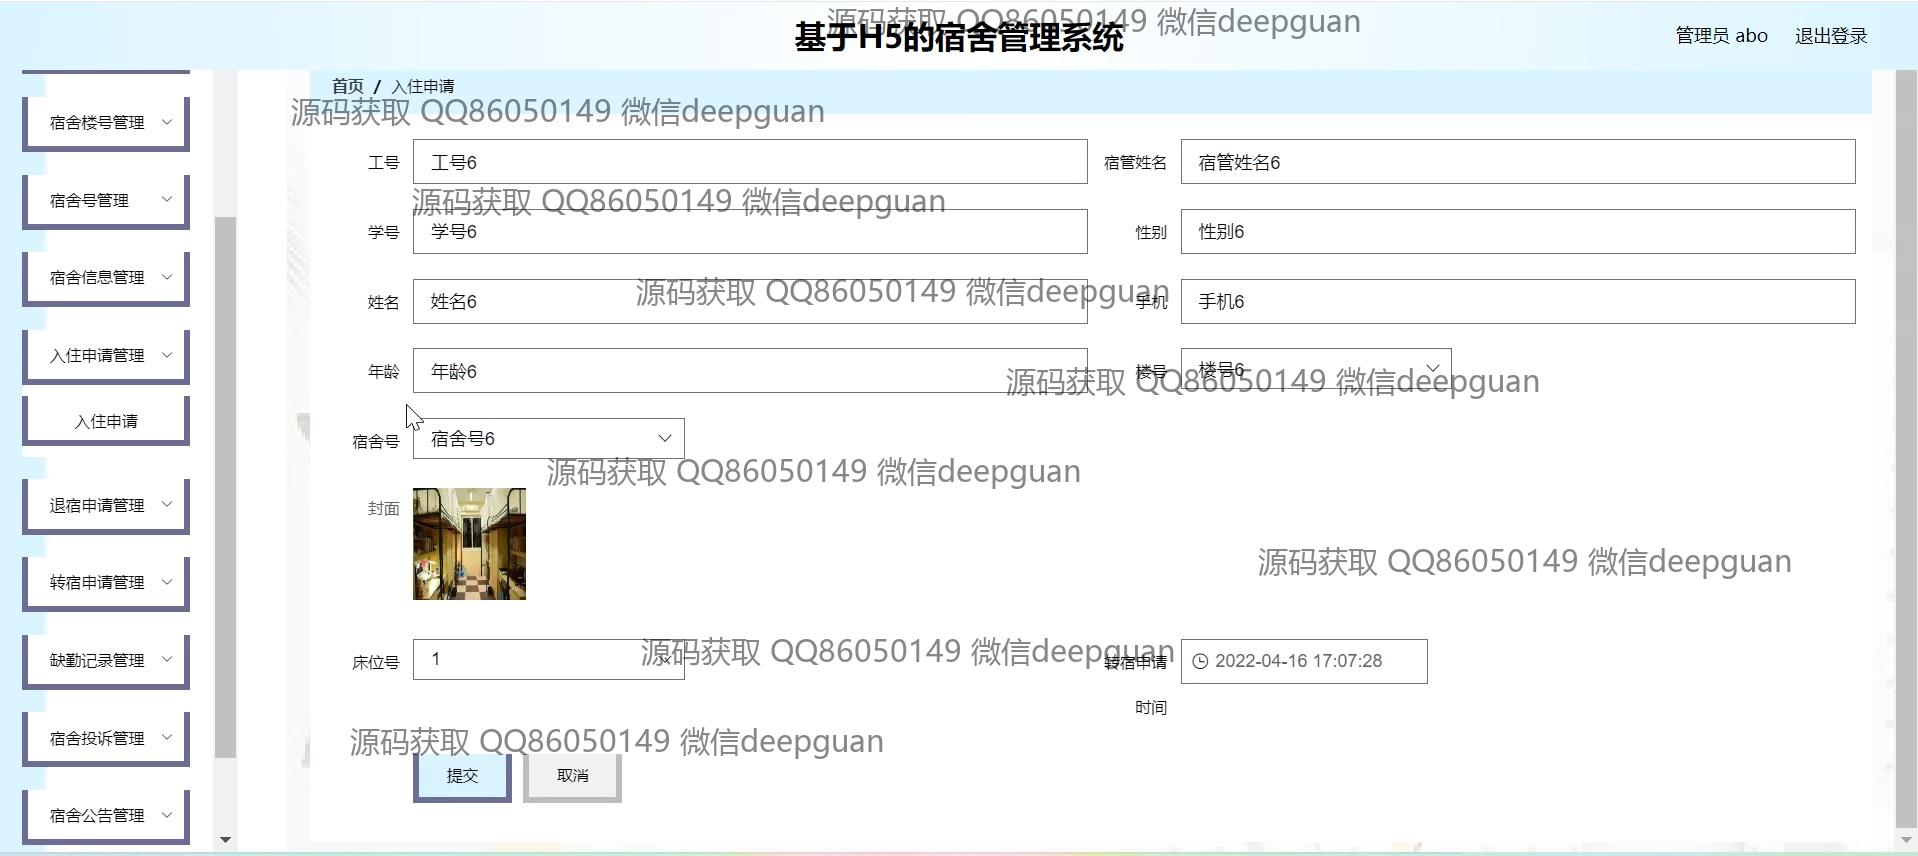 基于H5的宿舍管理系统
源码获取 QQ86050149 微信deepguan
管理员 abo
退出登录
首页 / 入住申请
源码获取 QQ86050149 微信deepguan
宿舍楼号管理
宿舍号管理
宿舍信息管理
入住申请管理
入住申请
退宿申请管理
转宿申请管理
缺勤记录管理
宿舍投诉管理
宿舍公告管理
工号 工号6
宿管姓名 宿管姓名6
源码获取 QQ86050149 微信deepguan
学号 学号6
性别 性别6
源码获取 QQ86050149 微信deepguan
姓名 姓名6
手机 手机6
年龄 年龄6
楼号 楼号6
源码获取 QQ86050149 微信deepguan
宿舍号 宿舍号6
源码获取 QQ86050149 微信deepguan
封面
源码获取 QQ86050149 微信deepguan
床位号 1
源码获取 QQ86050149 微信deepguan
转宿申请
时间
2022-04-16 17:07:28
源码获取 QQ86050149 微信deepguan
提交
取消